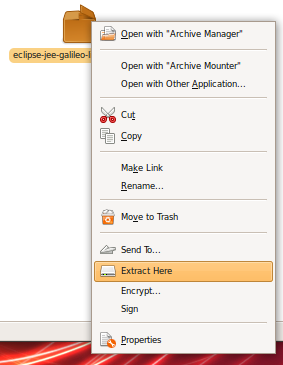 eclipse-jee-galileo-l
Open with "Archive Manager"
Open with "Archive Mounter"
Open with Other Application...
Cut
Copy
Make Link
Rename...
Move to Trash
Send To...
Extract Here
Encrypt...
Sign
Properties